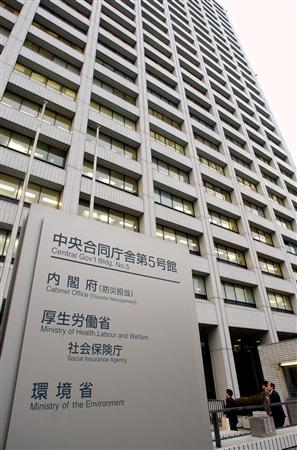 中央合同庁舎第5号館
Central Gov't Bldg. No.5
内閣府(防災担当)
Cabinet Office (Disaster Management)
厚生労働省
Ministry of Health, Labour and Welfare
社会保険庁
Social Insurance Agency
環境省
Ministry of the Environment